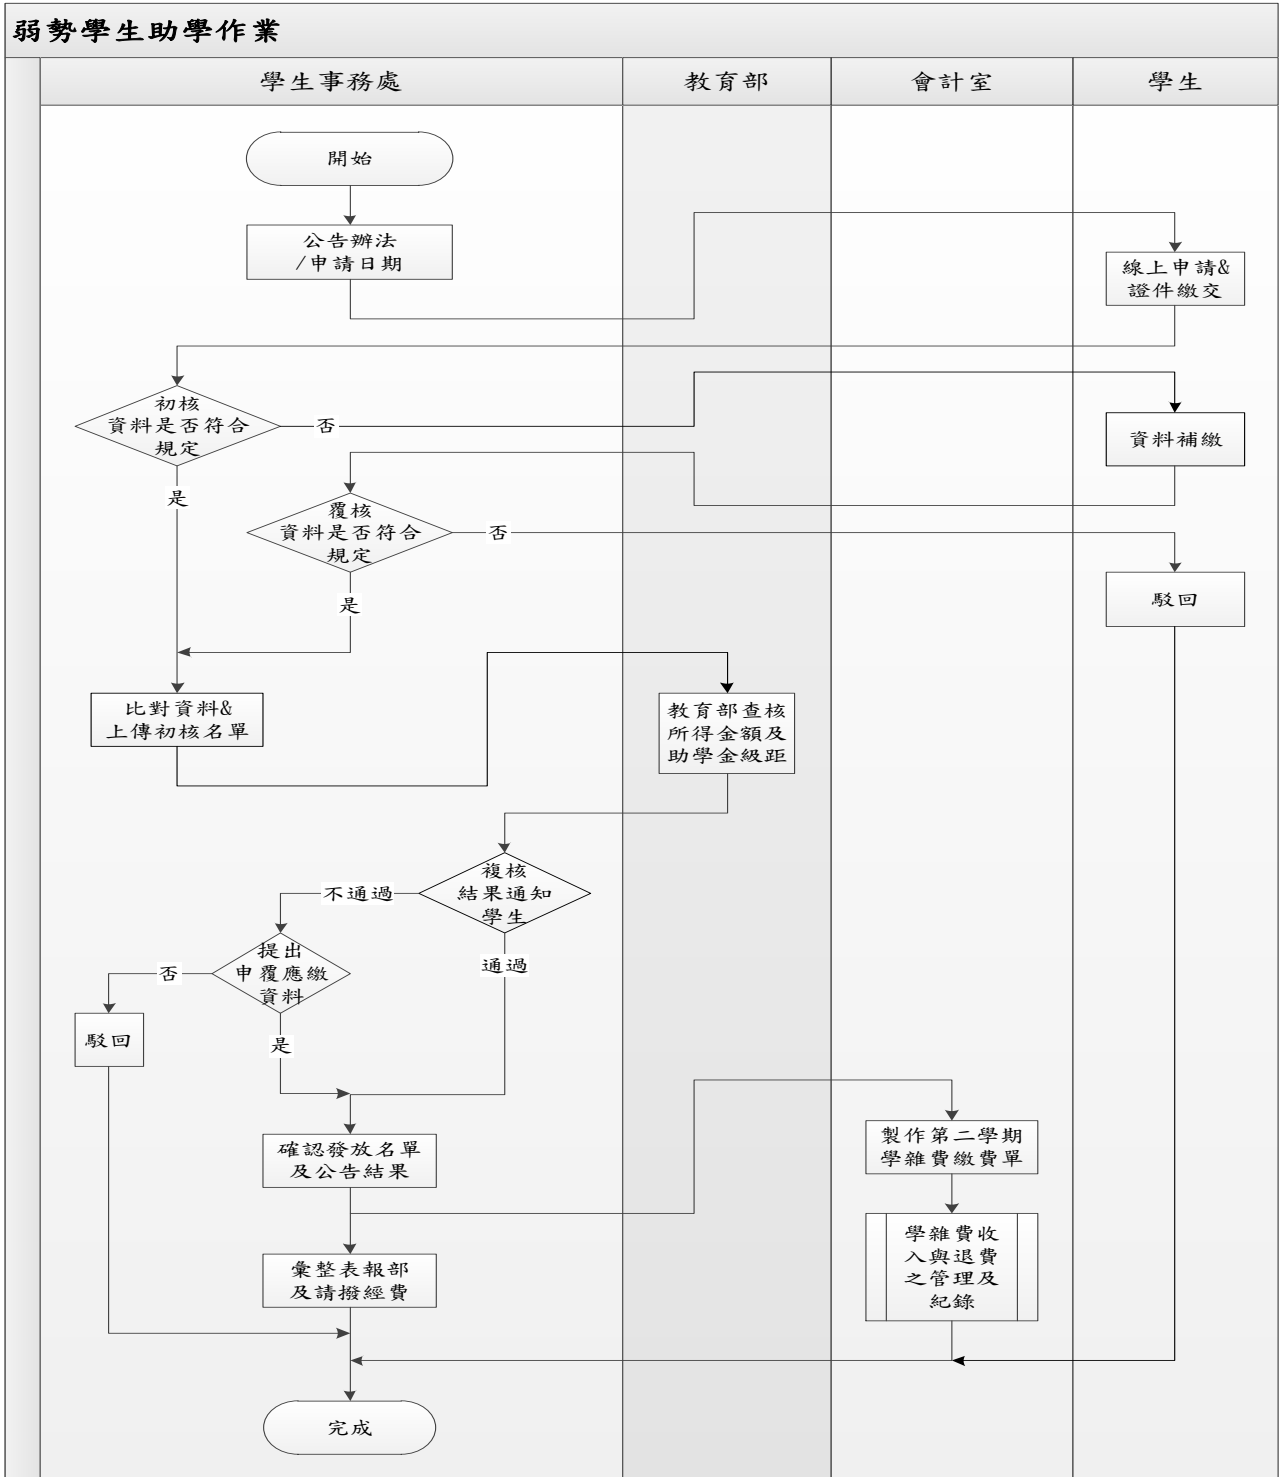 弱勢學生助學作業
學生事務處
教育部
會計室
學生
開始
公告辦法
/申請日期
線上申請&
證件繳交
初核
資料是否符合
規定
否
資料補繳
是
覆核
資料是否符合
規定
否
是
駁回
比對資料&
上傳初核名單
教育部查核
所得金額及
助學金級距
複核
結果通知
學生
不通過
通過
提出
申覆應繳
資料
否
駁回
是
確認發放名單
及公告結果
製作第二學期
學雜費繳費單
彙整表報部
及請撥經費
學雜費收
入與退費
之管理及
紀錄
完成